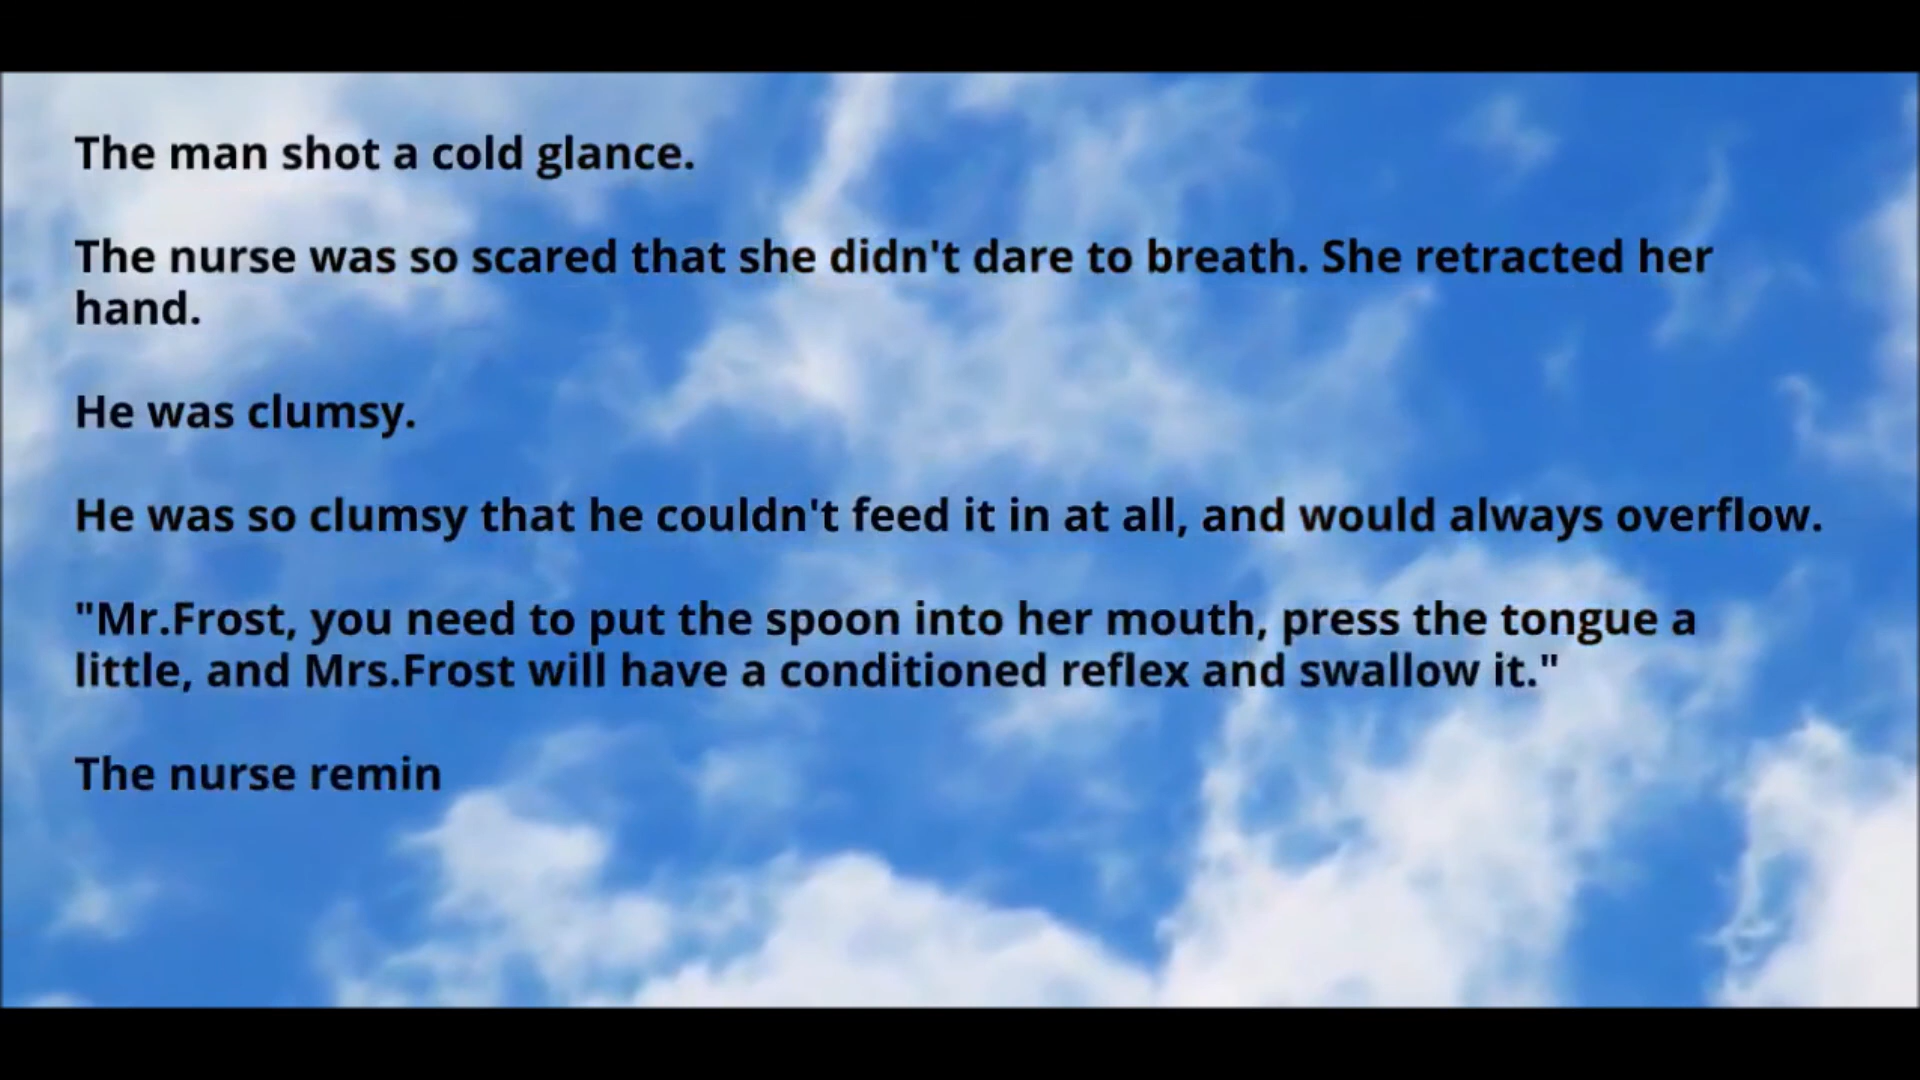 The man shot a cold glance.
The nurse was so scared that she didn't dare to breath. She retracted her
hand.
He was clumsy.
He was so clumsy that he couldn't feed it in at all, and would always overflow.
"Mr.Frost, you need to put the spoon into her mouth, press the tongue a
little, and Mrs.Frost will have a conditioned reflex and swallow it."
The nurse remin